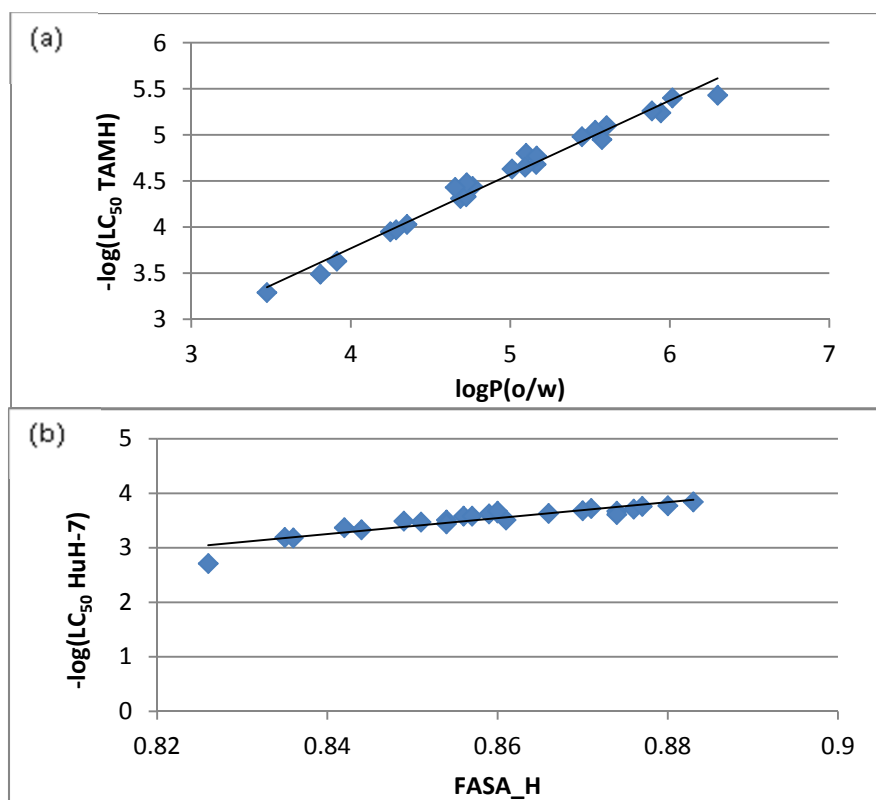 (a)
6
5.5
5
4.5
4
3.5
3
-log(LC₅₀ TAMH)
3 4 5 6 7
logP(o/w)
(b)
5
4
3
2
1
0
-log(LC₅₀ HuH-7)
0.82 0.84 0.86 0.88 0.9
FASA_H